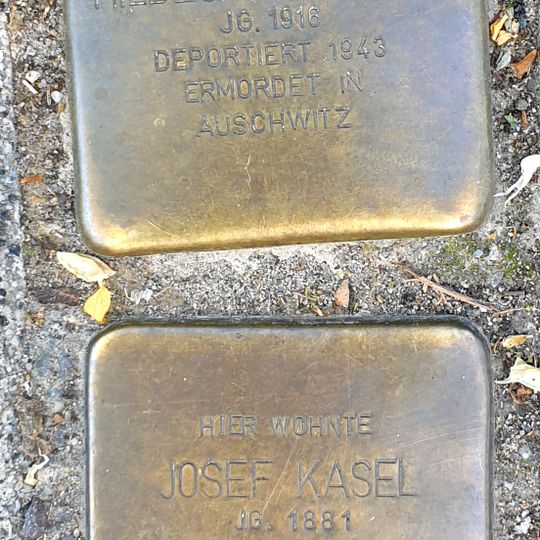 JG. 1916
DEPORTIERT 1943
ERMORDET IN
AUSCHWITZ
HIER WOHNTE
JOSEF KASEL
JG. 1881